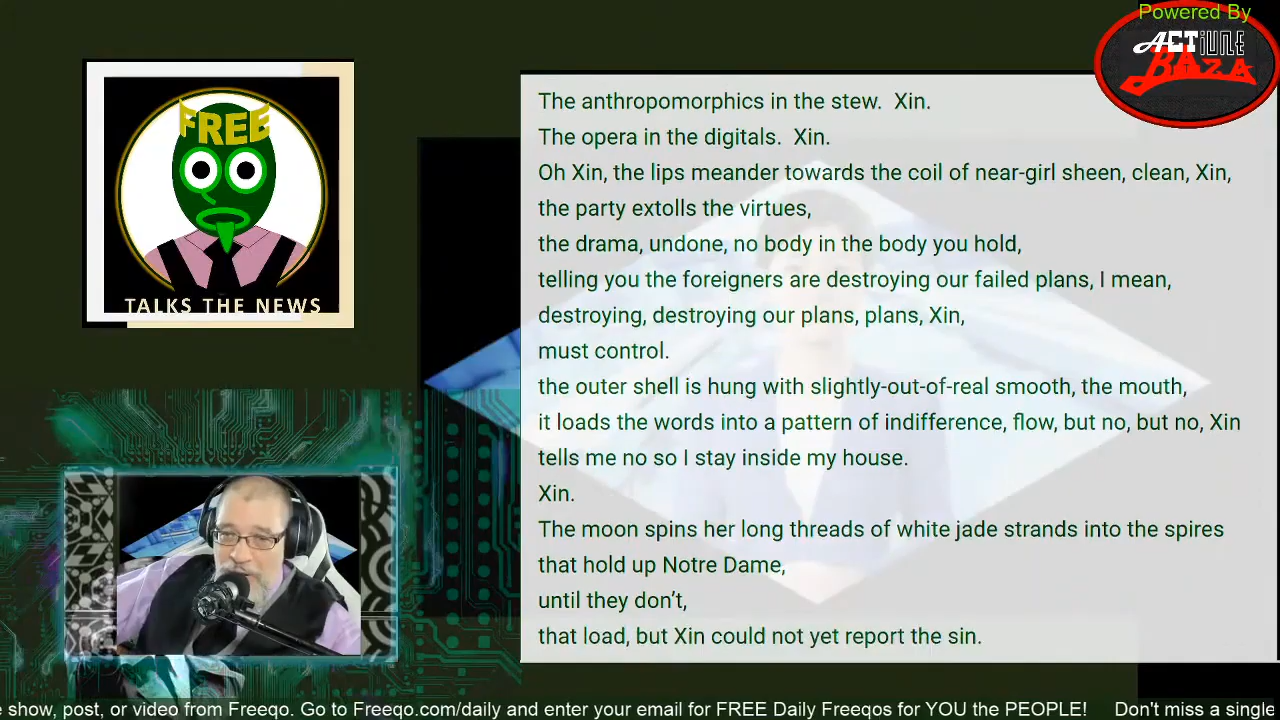 Powered By
ACTiUNE
BAZA
FREE
TALKS THE NEWS
The anthropomorphics in the stew.  Xin.
The opera in the digitals.  Xin.
Oh Xin, the lips meander towards the coil of near-girl sheen, clean, Xin,
the party extolls the virtues,
the drama, undone, no body in the body you hold,
telling you the foreigners are destroying our failed plans, I mean,
destroying, destroying our plans, plans, Xin,
must control.
the outer shell is hung with slightly-out-of-real smooth, the mouth,
it loads the words into a pattern of indifference, flow, but no, but no, Xin
tells me no so I stay inside my house.
Xin.
The moon spins her long threads of white jade strands into the spires
that hold up Notre Dame,
until they don’t,
that load, but Xin could not yet report the sin.
e show, post, or video from Freeqo. Go to Freeqo.com/daily and enter your email for FREE Daily Freeqos for YOU the PEOPLE!     Don't miss a single